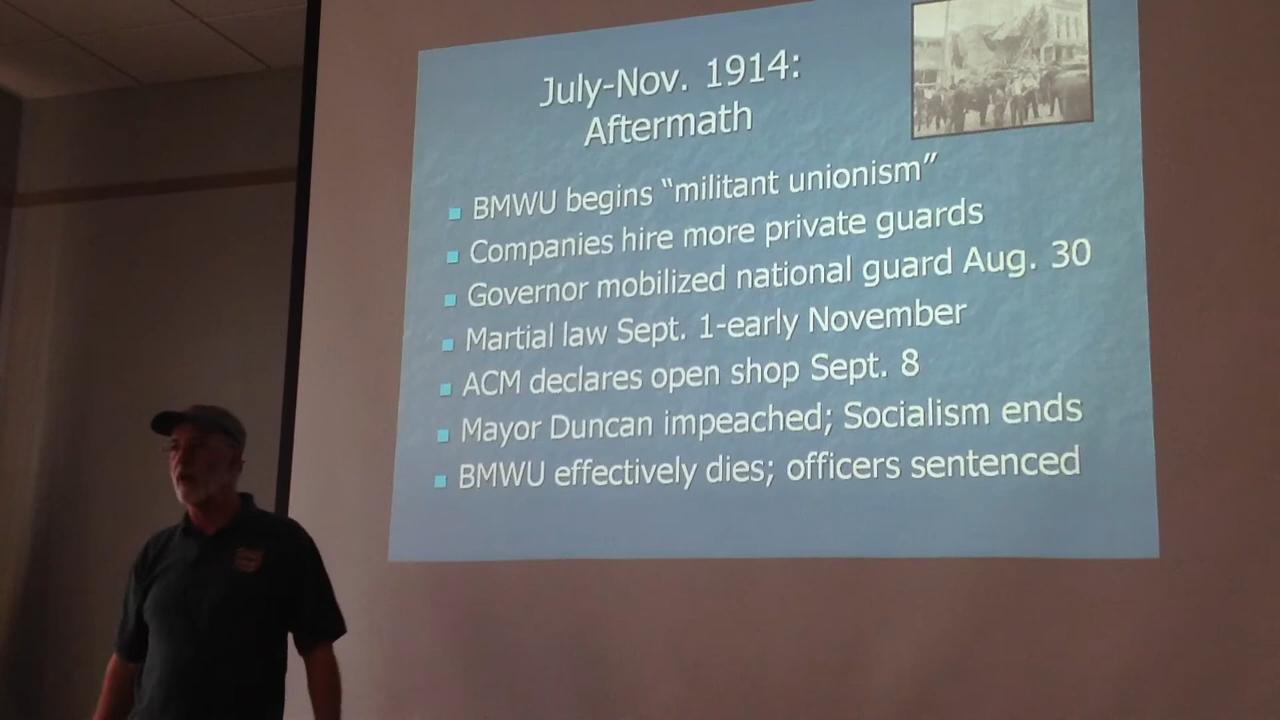 July-Nov. 1914:
Aftermath
BMWU begins “militant unionism”
Companies hire more private guards
Governor mobilized national guard Aug. 30
Martial law Sept. 1-early November
ACM declares open shop Sept. 8
Mayor Duncan impeached; Socialism ends
BMWU effectively dies; officers sentenced